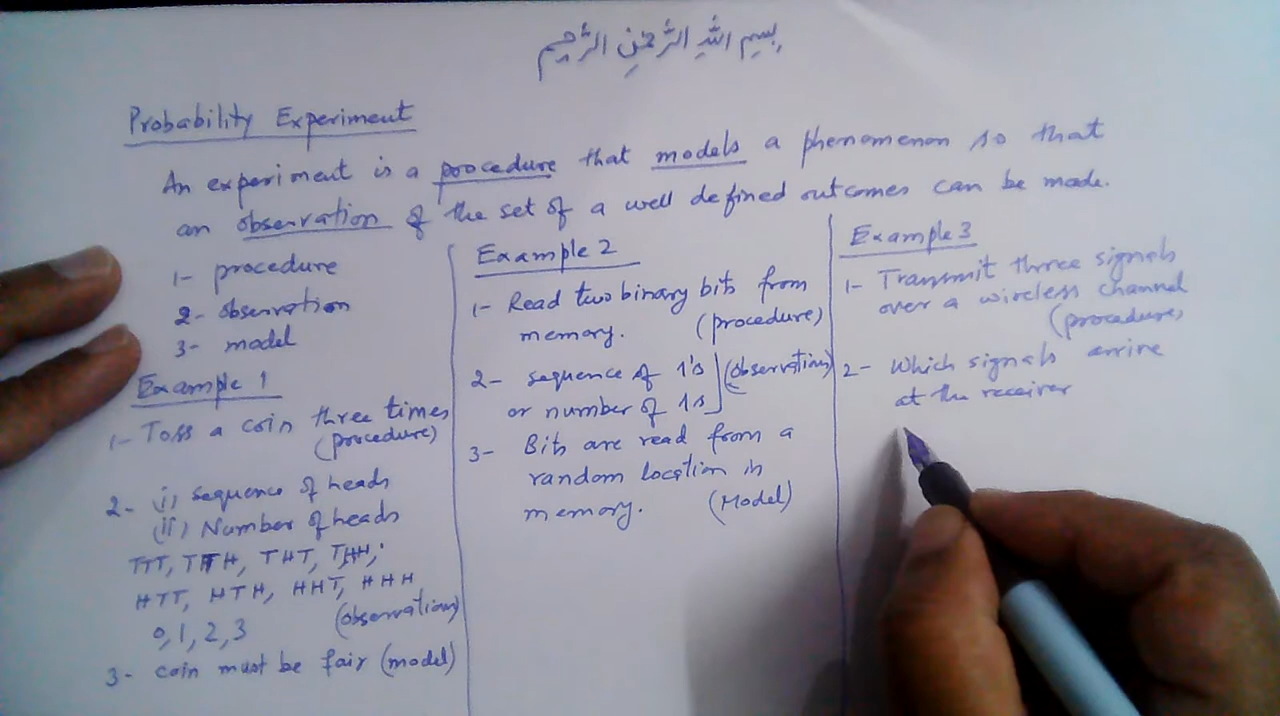 بِسْمِ اللهِ الرَّحْمٰنِ الرَّحِيْم
Probability Experiment
An experiment is a procedure that models a phenomenon so that
an observation of the set of a well defined outcomes can be made.
1- procedure
2- observation
3- model
Example 1
1- Toss a coin three times
(procedure)
2- (i) sequence of heads
(ii) Number of heads
TTT, TTH, THT, THH,
HTT, HTH, HHT, HHH
(observation)
0, 1, 2, 3
3- coin must be fair (model)
Example 2
1- Read two binary bits from
memory. (procedure)
2- sequence of 1's
or number of 1s
(observation)
3- Bits are read from a
random location in
memory. (Model)
Example 3
1- Transmit three signals
over a wireless channel
(procedure)
2- Which signals arrive
at the receiver